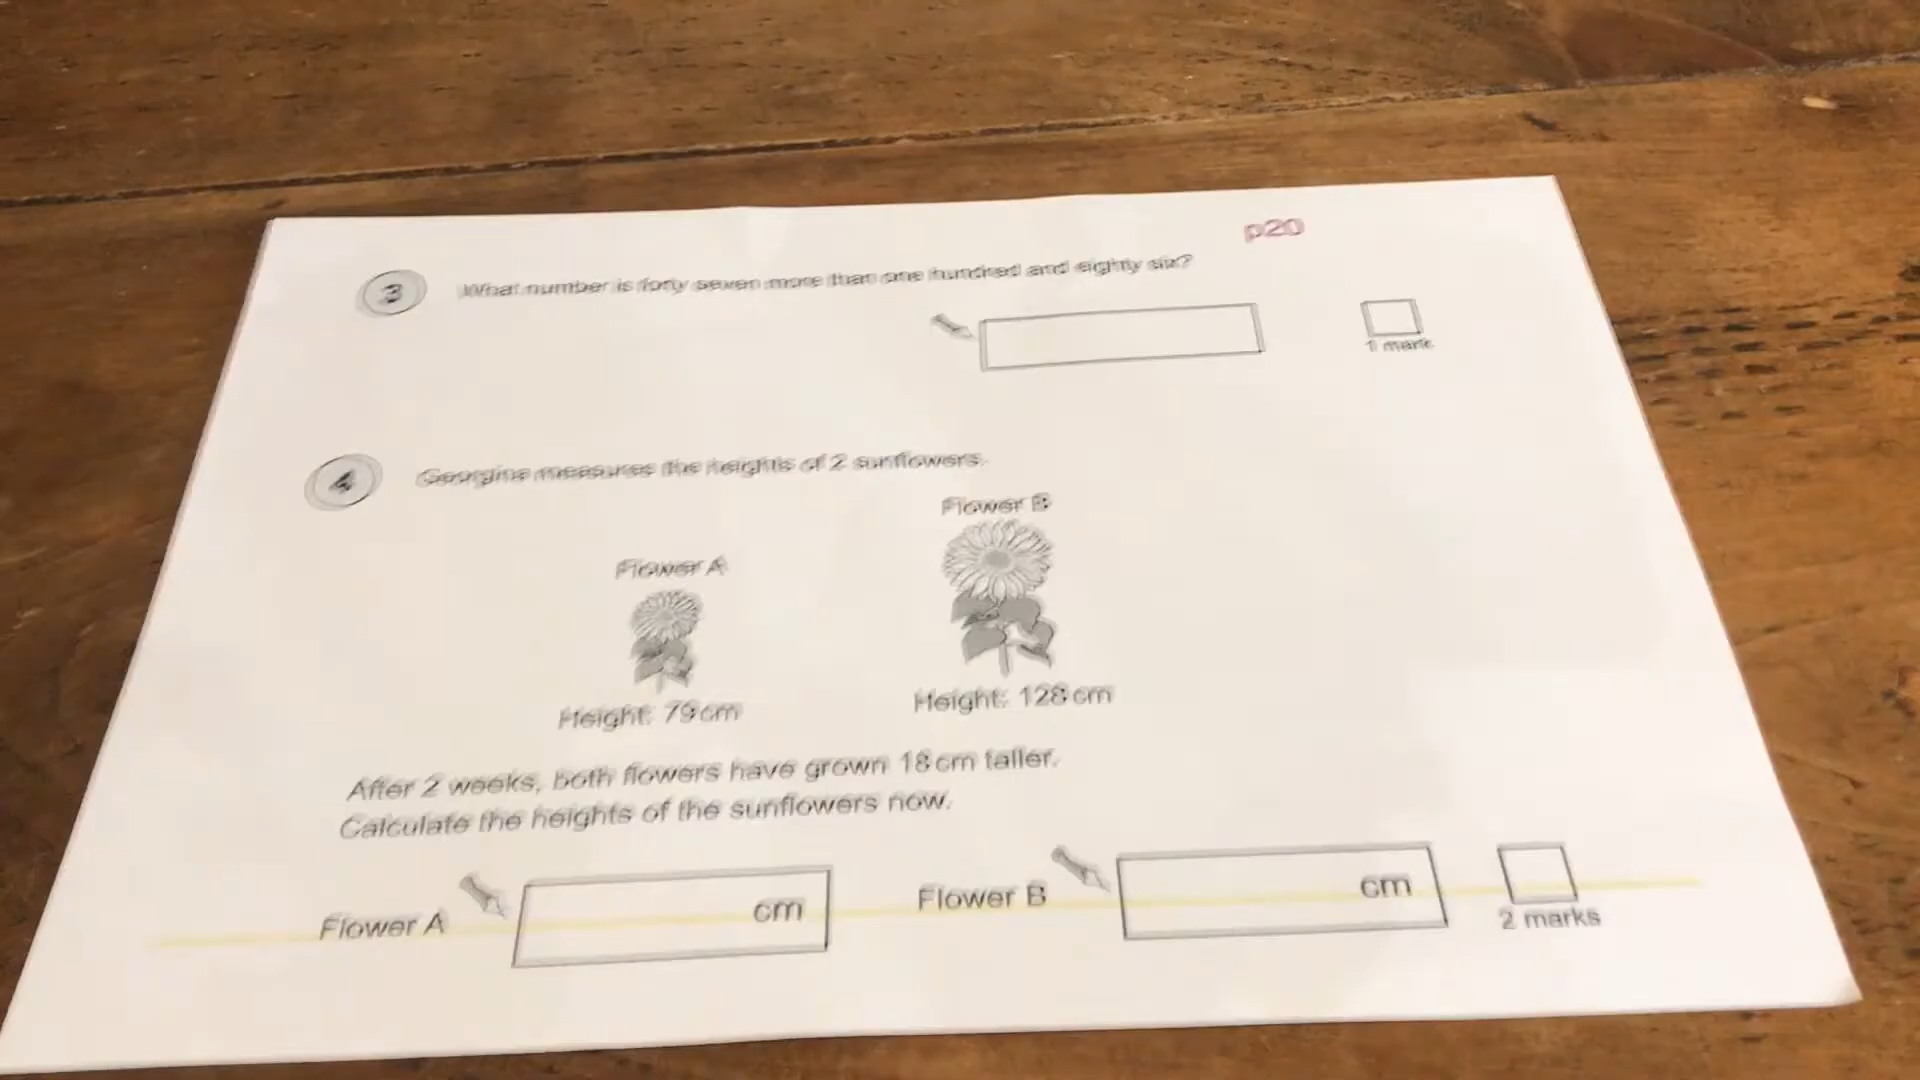 p20
3 What number is forty seven more than one hundred and eighty six?
1 mark
4 Georgina measures the heights of 2 sunflowers.
Flower A
Flower B
Height: 79cm
Height: 128cm
After 2 weeks, both flowers have grown 18cm taller.
Calculate the heights of the sunflowers now.
Flower A cm Flower B cm
2 marks